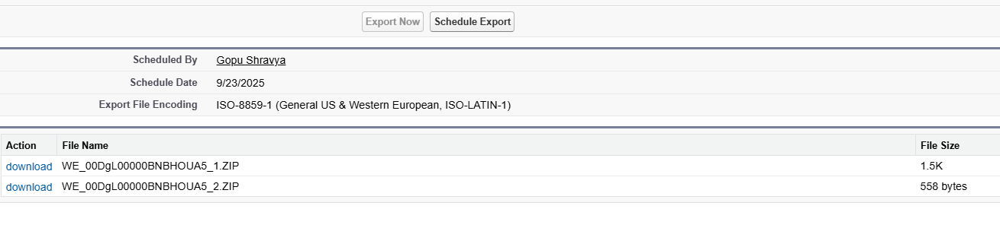 Export Now Schedule Export
Scheduled By Gopu Shravya
Schedule Date 9/23/2025
Export File Encoding ISO-8859-1 (General US & Western European, ISO-LATIN-1)
Action File Name File Size
download WE_00DgL00000BNBHOUA5_1.ZIP 1.5K
download WE_00DgL00000BNBHOUA5_2.ZIP 558 bytes